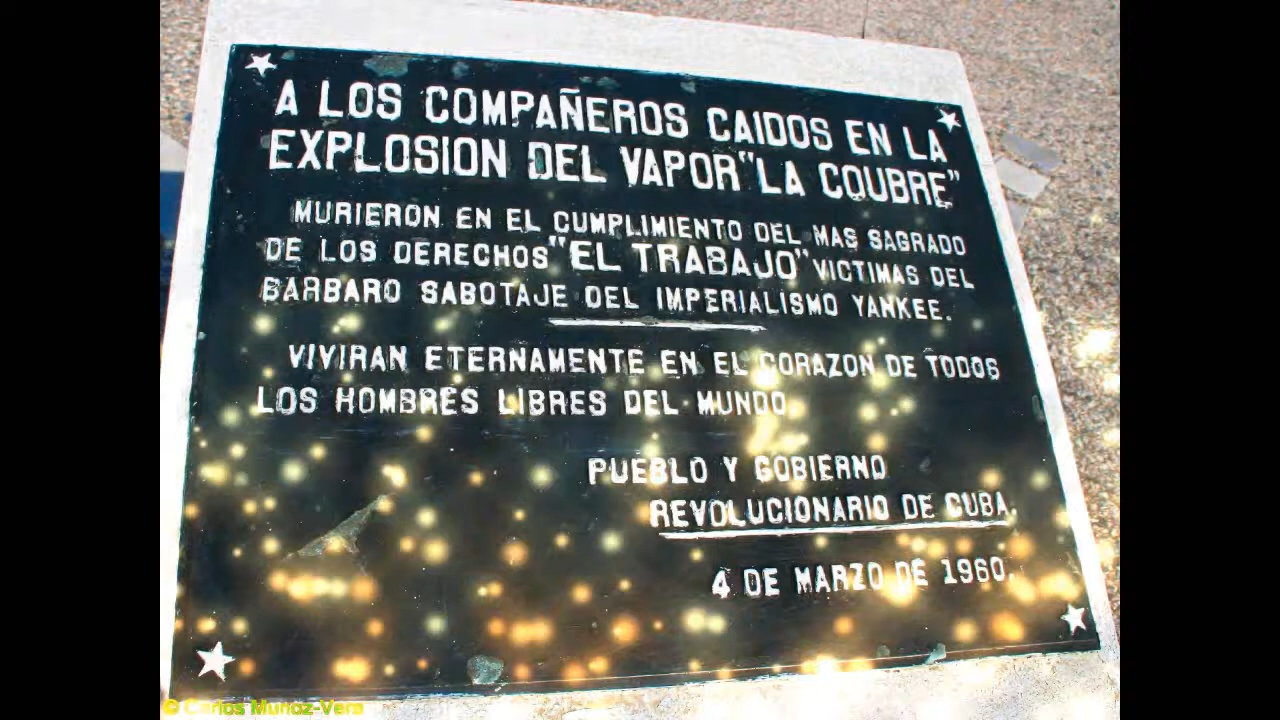 A LOS COMPAÑEROS CAIDOS EN LA
EXPLOSION DEL VAPOR "LA COUBRE"
MURIERON EN EL CUMPLIMIENTO DEL MAS SAGRADO
DE LOS DERECHOS "EL TRABAJO" VICTIMAS DEL
BARBARO SABOTAJE DEL IMPERIALISMO YANKEE.
VIVIRAN ETERNAMENTE EN EL CORAZON DE TODOS
LOS HOMBRES LIBRES DEL MUNDO.
PUEBLO Y GOBIERNO
REVOLUCIONARIO DE CUBA.
4 DE MARZO DE 1960.
© Carlos Muñoz-Vera